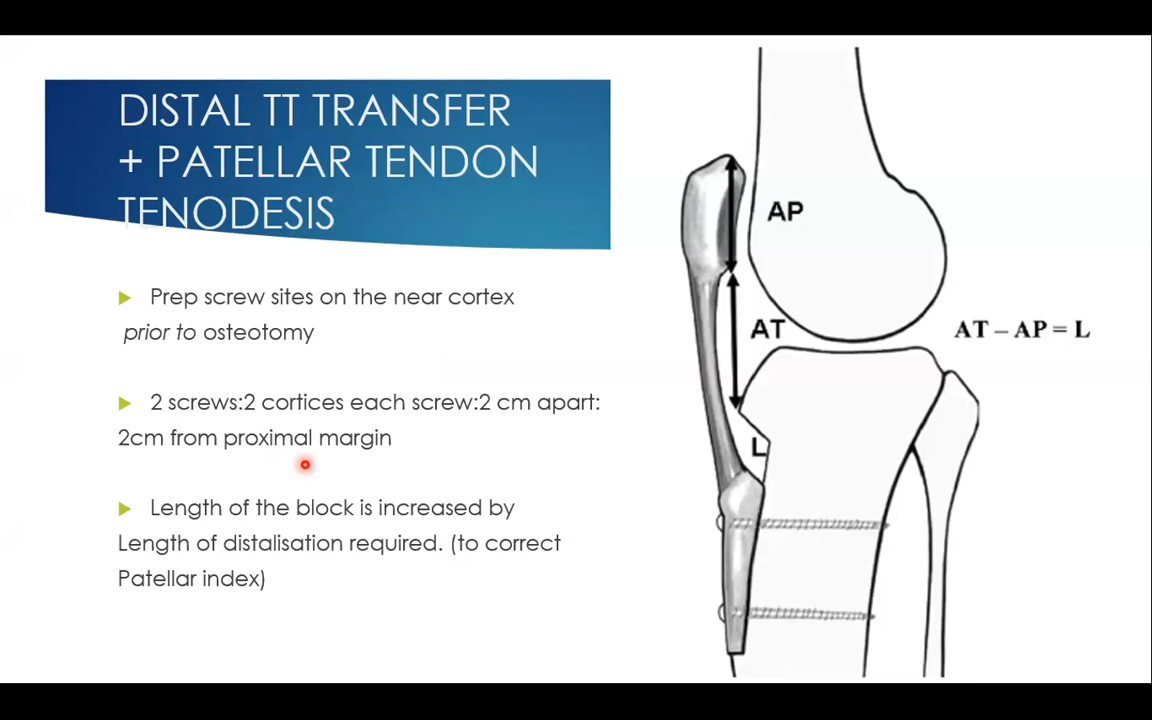 DISTAL TT TRANSFER
+ PATELLAR TENDON
TENODESIS
Prep screw sites on the near cortex
prior to osteotomy
2 screws:2 cortices each screw:2 cm apart:
2cm from proximal margin
Length of the block is increased by
Length of distalisation required. (to correct
Patellar index)
AP
AT
AT – AP = L
L